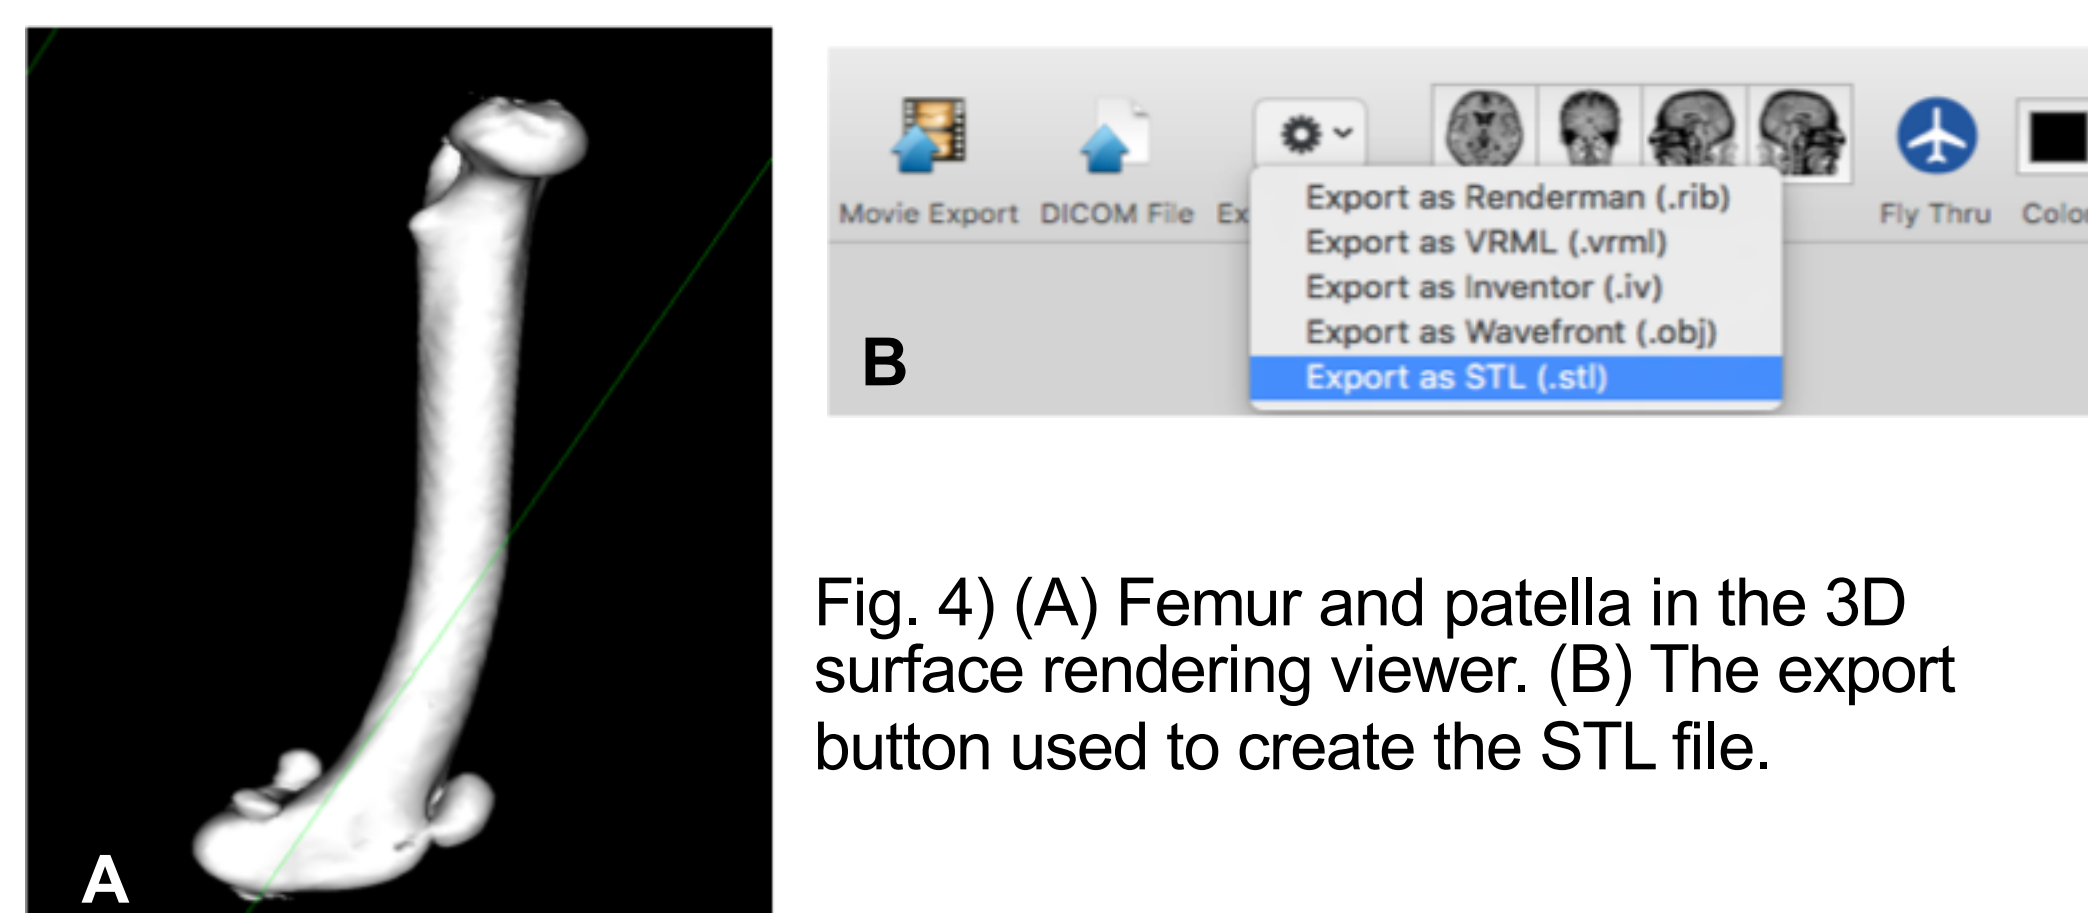 A
Movie Export
DICOM File
Ex
Export as Renderman (.rib)
Export as VRML (.vrml)
Export as Inventor (.iv)
Export as Wavefront (.obj)
Export as STL (.stl)
Fly Thru
Color
B
Fig. 4) (A) Femur and patella in the 3D
surface rendering viewer. (B) The export
button used to create the STL file.